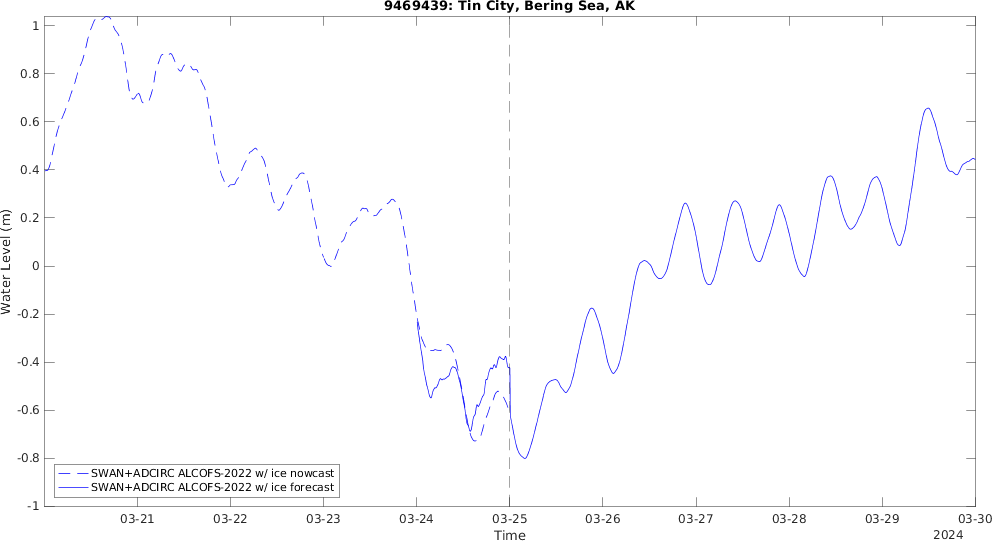 9469439: Tin City, Bering Sea, AK
1
0.8
0.6
0.4
0.2
0
-0.2
-0.4
-0.6
-0.8
-1
Water Level (m)
SWAN+ADCIRC ALCOFS-2022 w/ ice nowcast
SWAN+ADCIRC ALCOFS-2022 w/ ice forecast
03-21 03-22 03-23 03-24 03-25 03-26 03-27 03-28 03-29 03-30
Time
2024